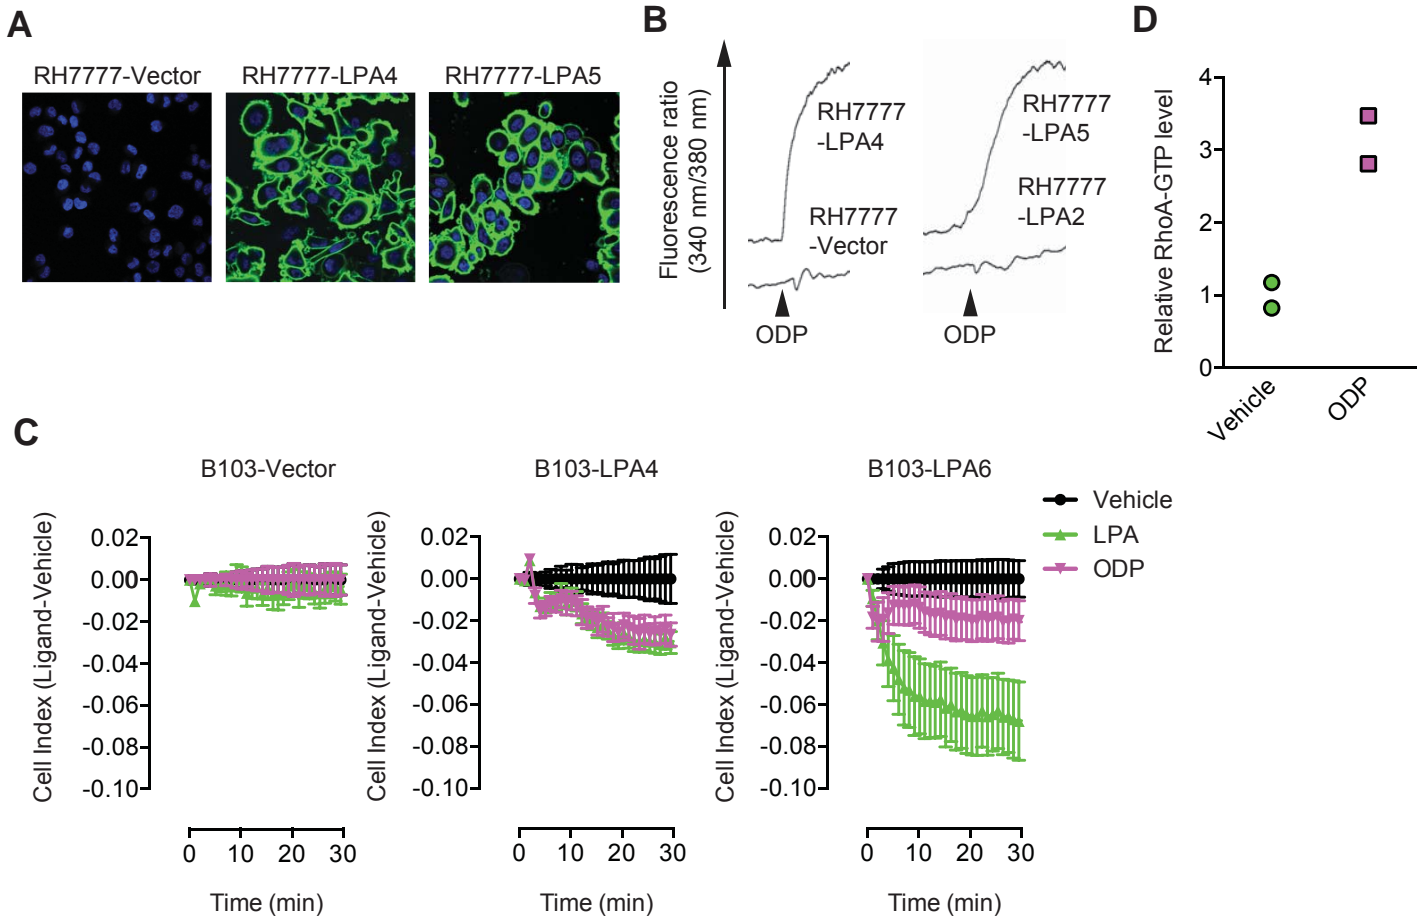 A
RH7777-Vector
RH7777-LPA4
RH7777-LPA5
B
Fluorescence ratio
(340 nm/380 nm)
RH7777
-LPA4
RH7777
-Vector
ODP
RH7777
-LPA5
RH7777
-LPA2
ODP
D
Relative RhoA-GTP level
4
3
2
1
0
Vehicle
ODP
C
B103-Vector
Cell Index (Ligand-Vehicle)
0.02
0.00
-0.02
-0.04
-0.06
-0.08
-0.10
0 10 20 30
Time (min)
B103-LPA4
Cell Index (Ligand-Vehicle)
0.02
0.00
-0.02
-0.04
-0.06
-0.08
-0.10
0 10 20 30
Time (min)
B103-LPA6
Cell Index (Ligand-Vehicle)
0.02
0.00
-0.02
-0.04
-0.06
-0.08
-0.10
0 10 20 30
Time (min)
Vehicle
LPA
ODP